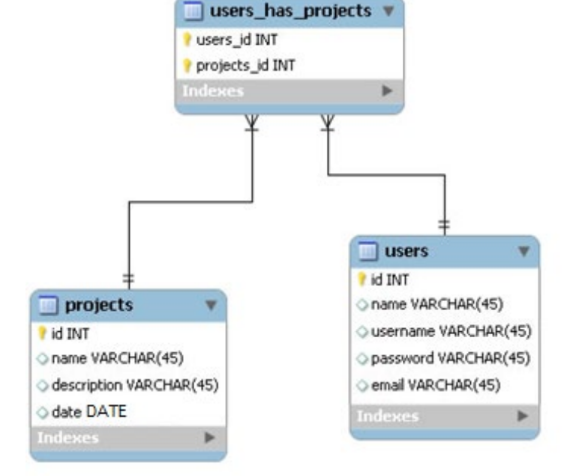 users_has_projects
users_id INT
projects_id INT
Indexes
projects
id INT
name VARCHAR(45)
description VARCHAR(45)
date DATE
Indexes
users
id INT
name VARCHAR(45)
username VARCHAR(45)
password VARCHAR(45)
email VARCHAR(45)
Indexes